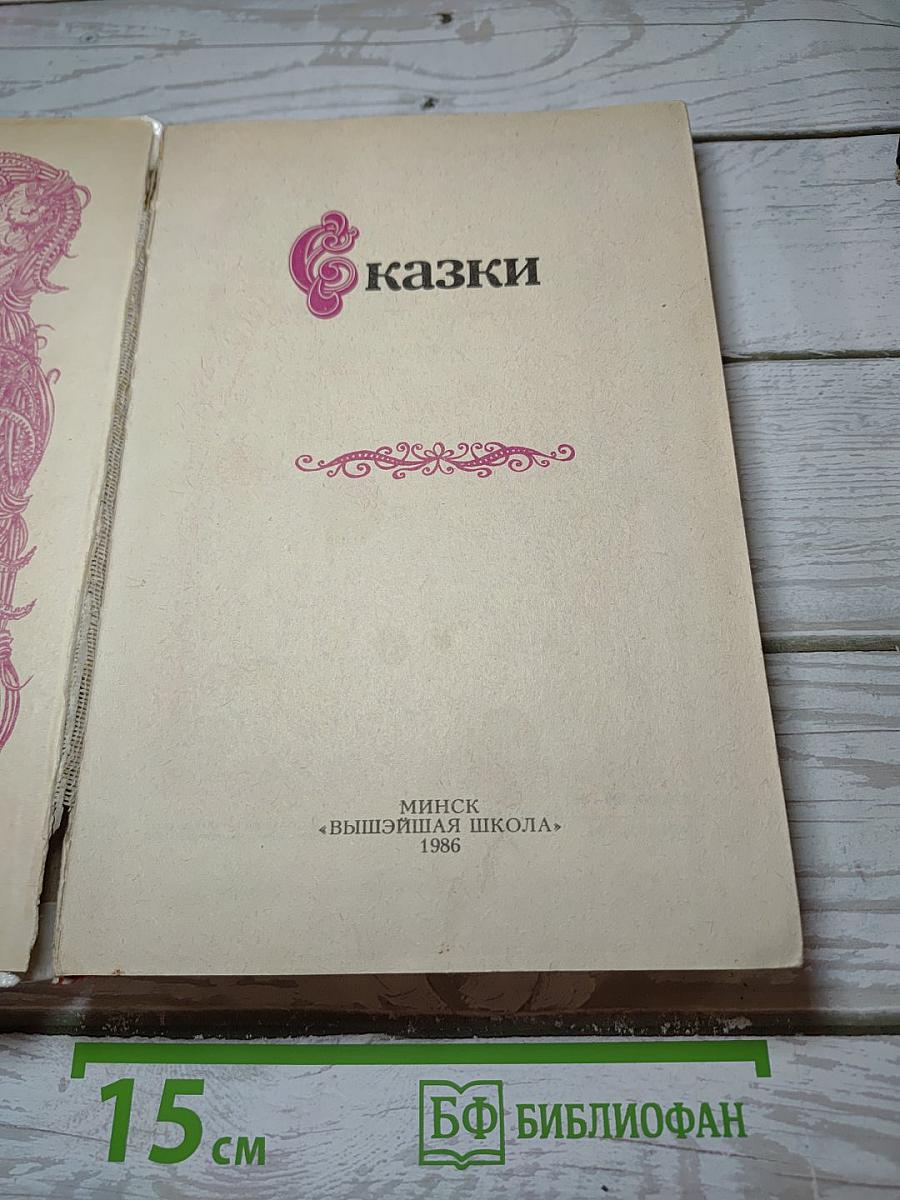 Сказки
МИНСК
«ВЫШЭЙШАЯ ШКОЛА»
1986
15 см
БФ БИБЛИОФАН